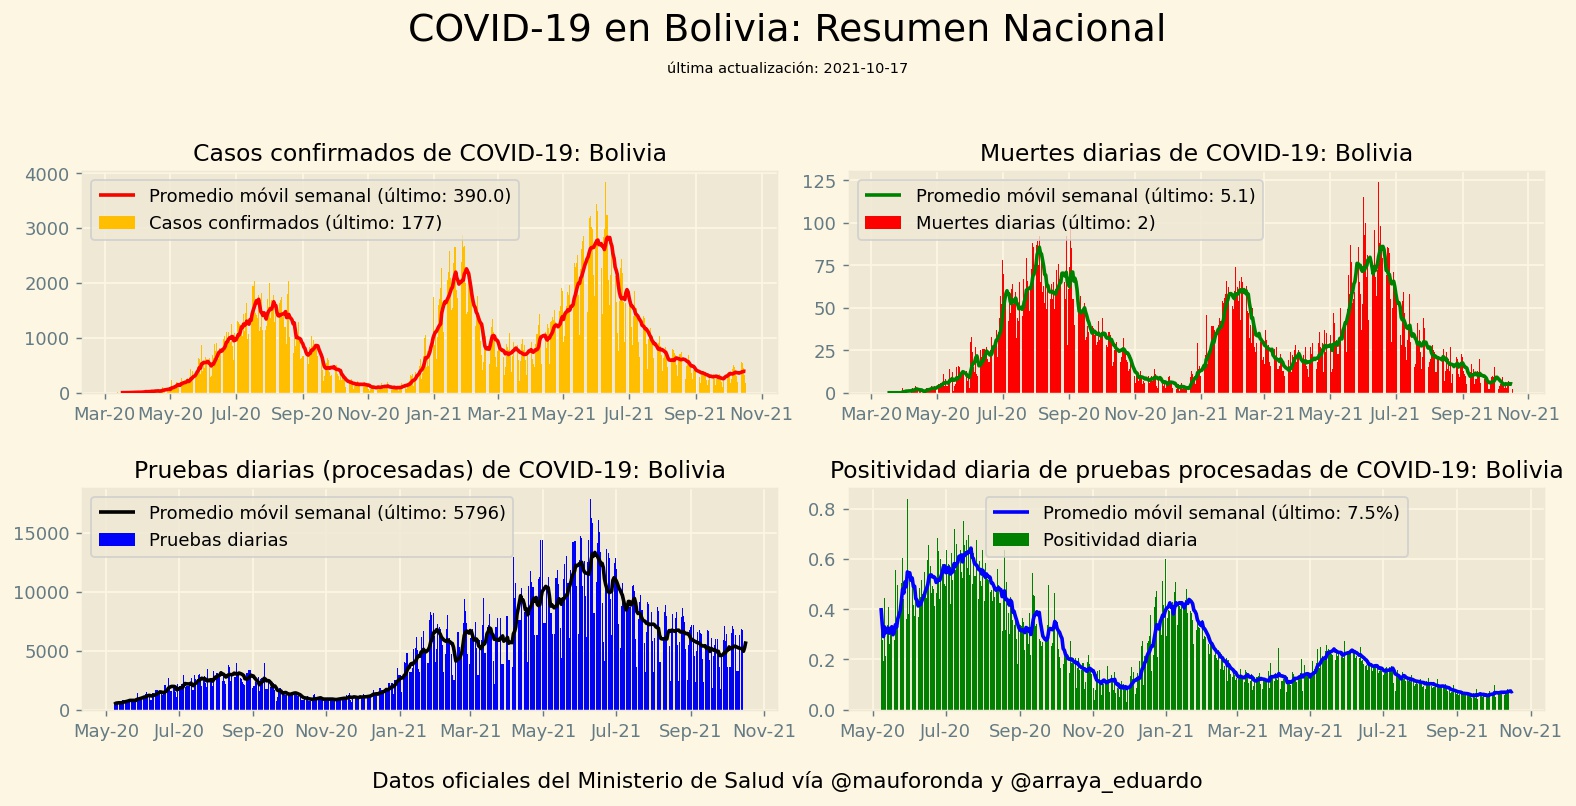 COVID-19 en Bolivia: Resumen Nacional
última actualización: 2021-10-17
Casos confirmados de COVID-19: Bolivia
4000
3000
2000
1000
0
Promedio móvil semanal (último: 390.0)
Casos confirmados (último: 177)
Mar-20 May-20 Jul-20 Sep-20 Nov-20 Jan-21 Mar-21 May-21 Jul-21 Sep-21 Nov-21
Muertes diarias de COVID-19: Bolivia
125
100
75
50
25
0
Promedio móvil semanal (último: 5.1)
Muertes diarias (último: 2)
Mar-20 May-20 Jul-20 Sep-20 Nov-20 Jan-21 Mar-21 May-21 Jul-21 Sep-21 Nov-21
Pruebas diarias (procesadas) de COVID-19: Bolivia
15000
10000
5000
0
Promedio móvil semanal (último: 5796)
Pruebas diarias
May-20 Jul-20 Sep-20 Nov-20 Jan-21 Mar-21 May-21 Jul-21 Sep-21 Nov-21
Positividad diaria de pruebas procesadas de COVID-19: Bolivia
0.8
0.6
0.4
0.2
0.0
Promedio móvil semanal (último: 7.5%)
Positividad diaria
May-20 Jul-20 Sep-20 Nov-20 Jan-21 Mar-21 May-21 Jul-21 Sep-21 Nov-21
Datos oficiales del Ministerio de Salud vía @mauforonda y @arraya_eduardo